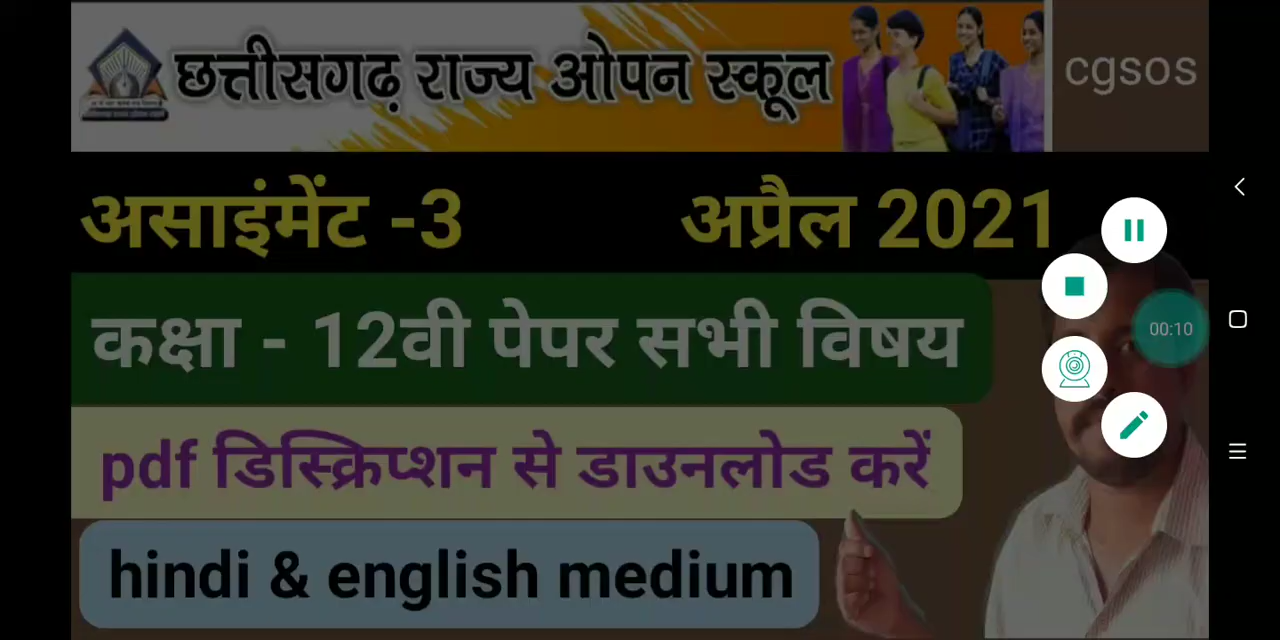 छत्तीसगढ़ राज्य ओपन स्कूल
cgsos
असाइंमेंट -3 अप्रैल 2021
कक्षा - 12वी पेपर सभी विषय
00:10
pdf डिस्क्रिप्शन से डाउनलोड करें
hindi & english medium